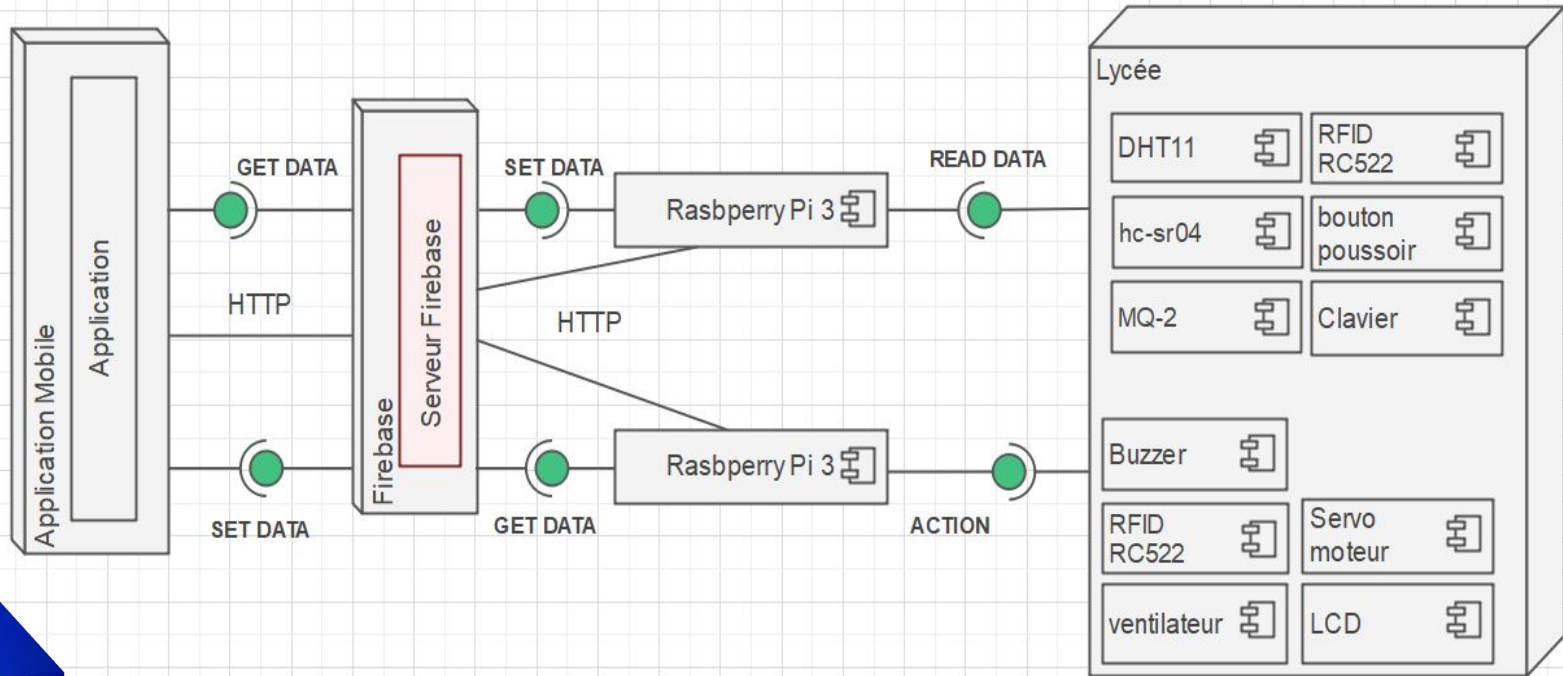 Application Mobile
Application
GET DATA
HTTP
SET DATA
Firebase
Serveur Firebase
SET DATA
HTTP
GET DATA
Rasbperry Pi 3
Rasbperry Pi 3
READ DATA
ACTION
Lycée
DHT11
RFID
RC522
hc-sr04
bouton
poussoir
MQ-2
Clavier
Buzzer
RFID
RC522
Servo
moteur
ventilateur
LCD